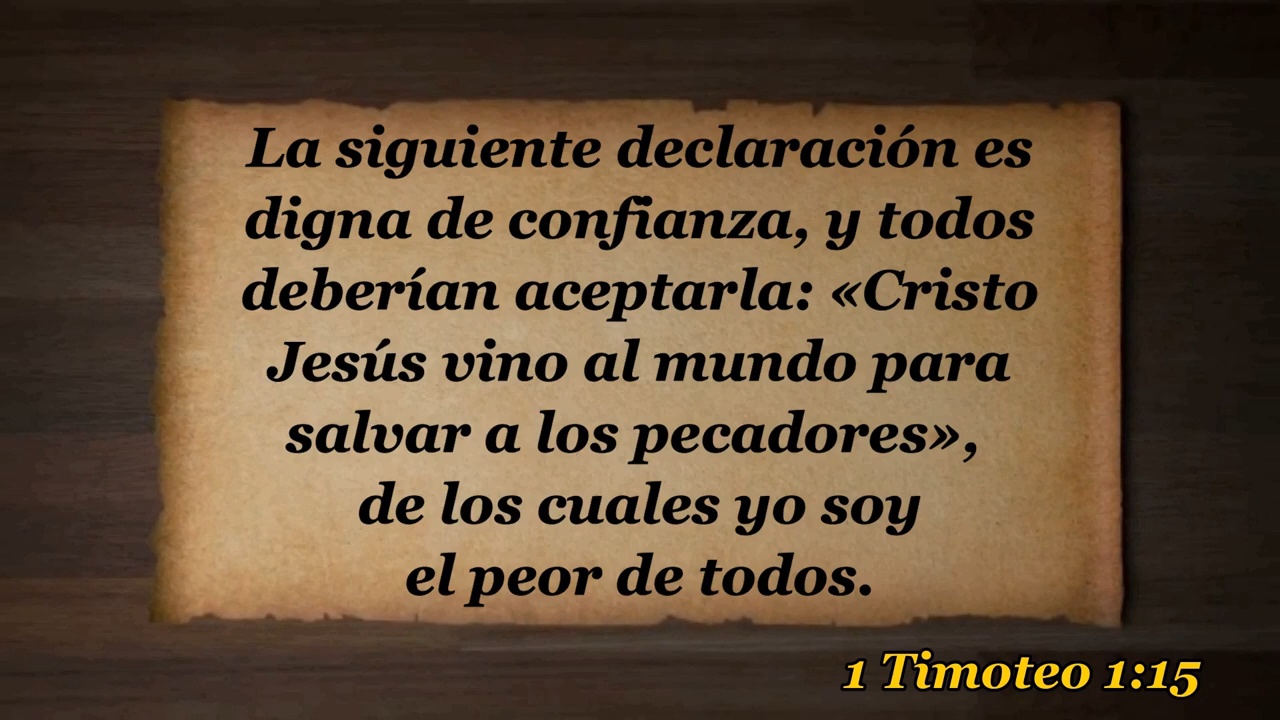 La siguiente declaración es
digna de confianza, y todos
deberían aceptarla: «Cristo
Jesús vino al mundo para
salvar a los pecadores»,
de los cuales yo soy
el peor de todos.
1 Timoteo 1:15